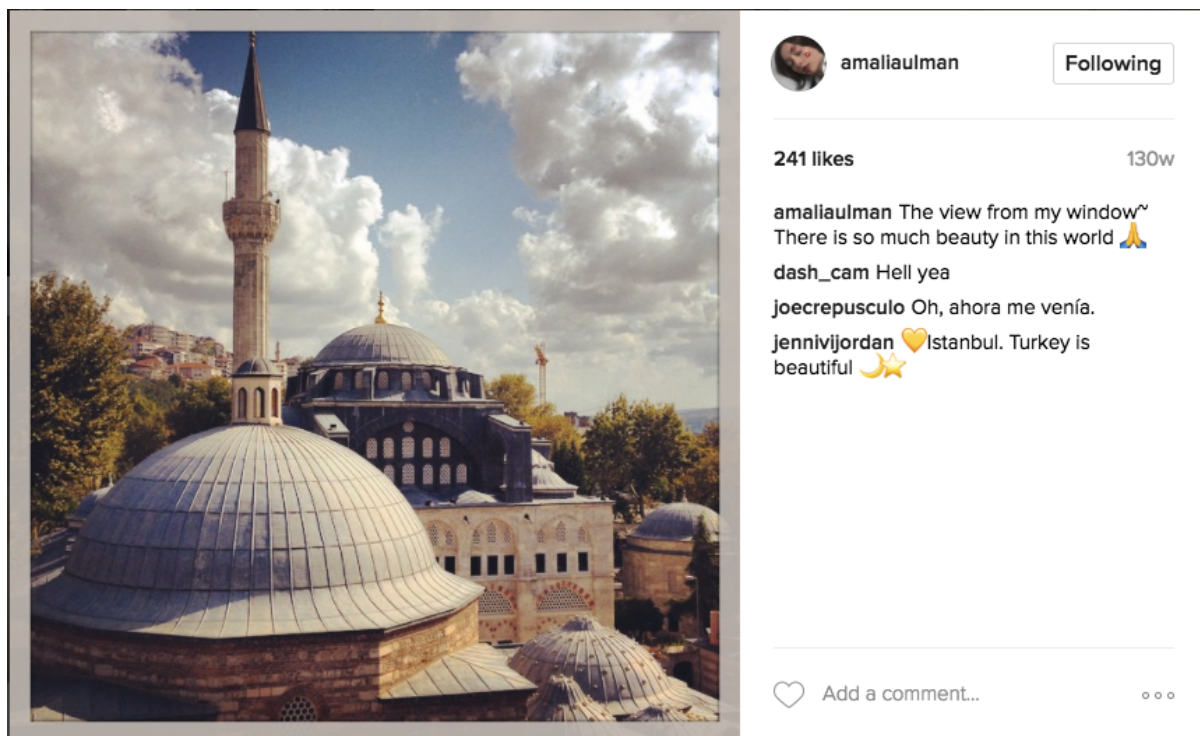 amaliaulman
Following
241 likes
130w
amaliaulman The view from my window~
There is so much beauty in this world 🙏
dash_cam Hell yea
joecrepusculo Oh, ahora me venía.
jennivijordan 💛Istanbul. Turkey is
beautiful 🌙⭐
Add a comment...